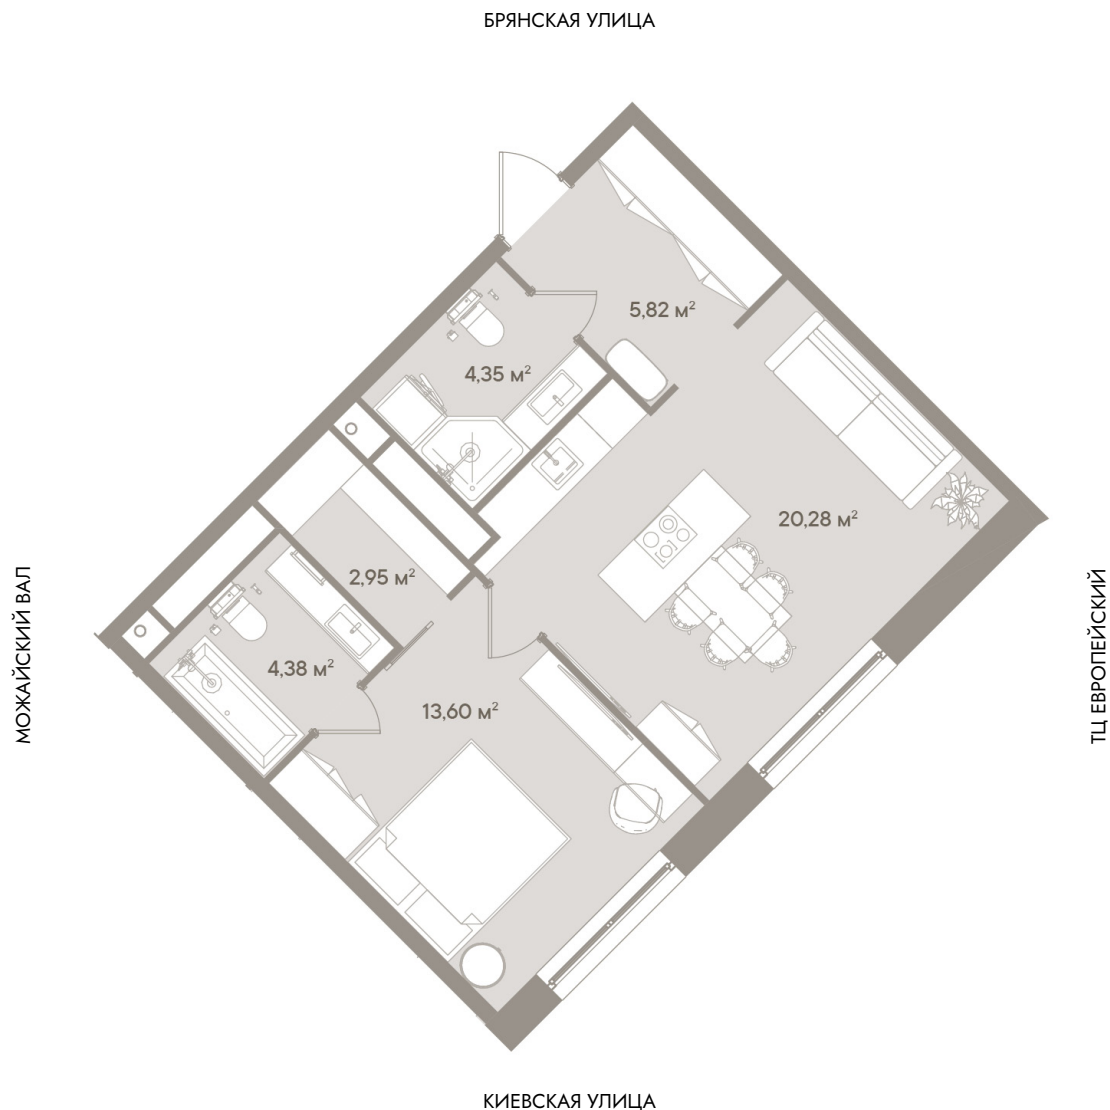 БРЯНСКАЯ УЛИЦА
5,82 м²
4,35 м²
20,28 м²
2,95 м²
4,38 м²
13,60 м²
МОЖАЙСКИЙ ВАЛ
ТЦ ЕВРОПЕЙСКИЙ
КИЕВСКАЯ УЛИЦА